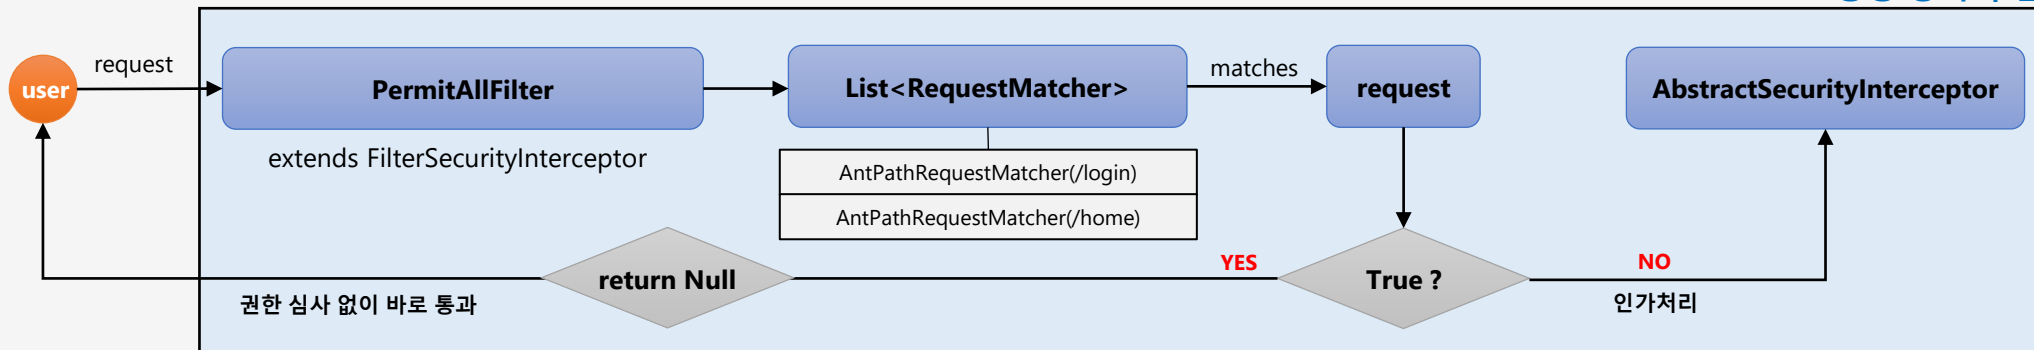 user
request
PermitAllFilter
extends FilterSecurityInterceptor
List<RequestMatcher>
AntPathRequestMatcher(/login)
AntPathRequestMatcher(/home)
matches
request
AbstractSecurityInterceptor
return Null
YES
True ?
NO
권한 심사 없이 바로 통과
인가처리